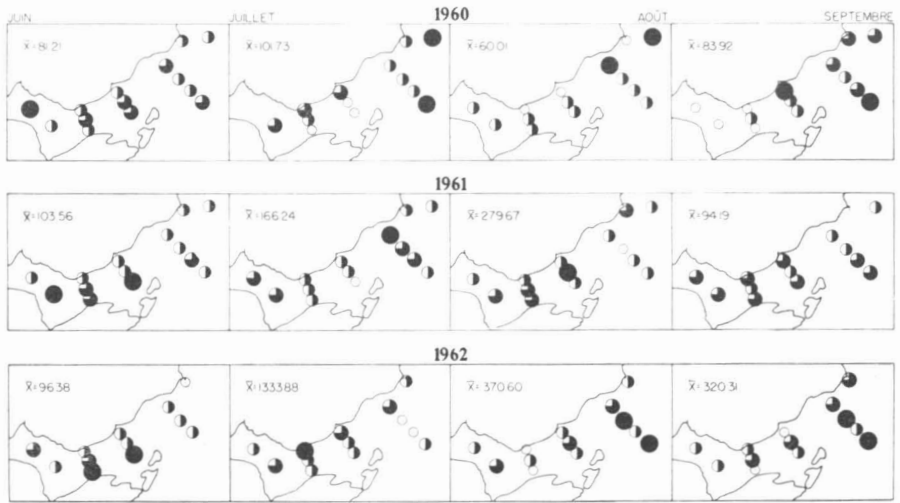 1960
JUIN JUILLET AOÛT SEPTEMBRE
X̄=81.21 X̄=101.73 X̄=60.01 X̄=83.92
1961
X̄=103.56 X̄=166.24 X̄=279.67 X̄=94.19
1962
X̄=96.38 X̄=1333.88 X̄=370.60 X̄=320.31